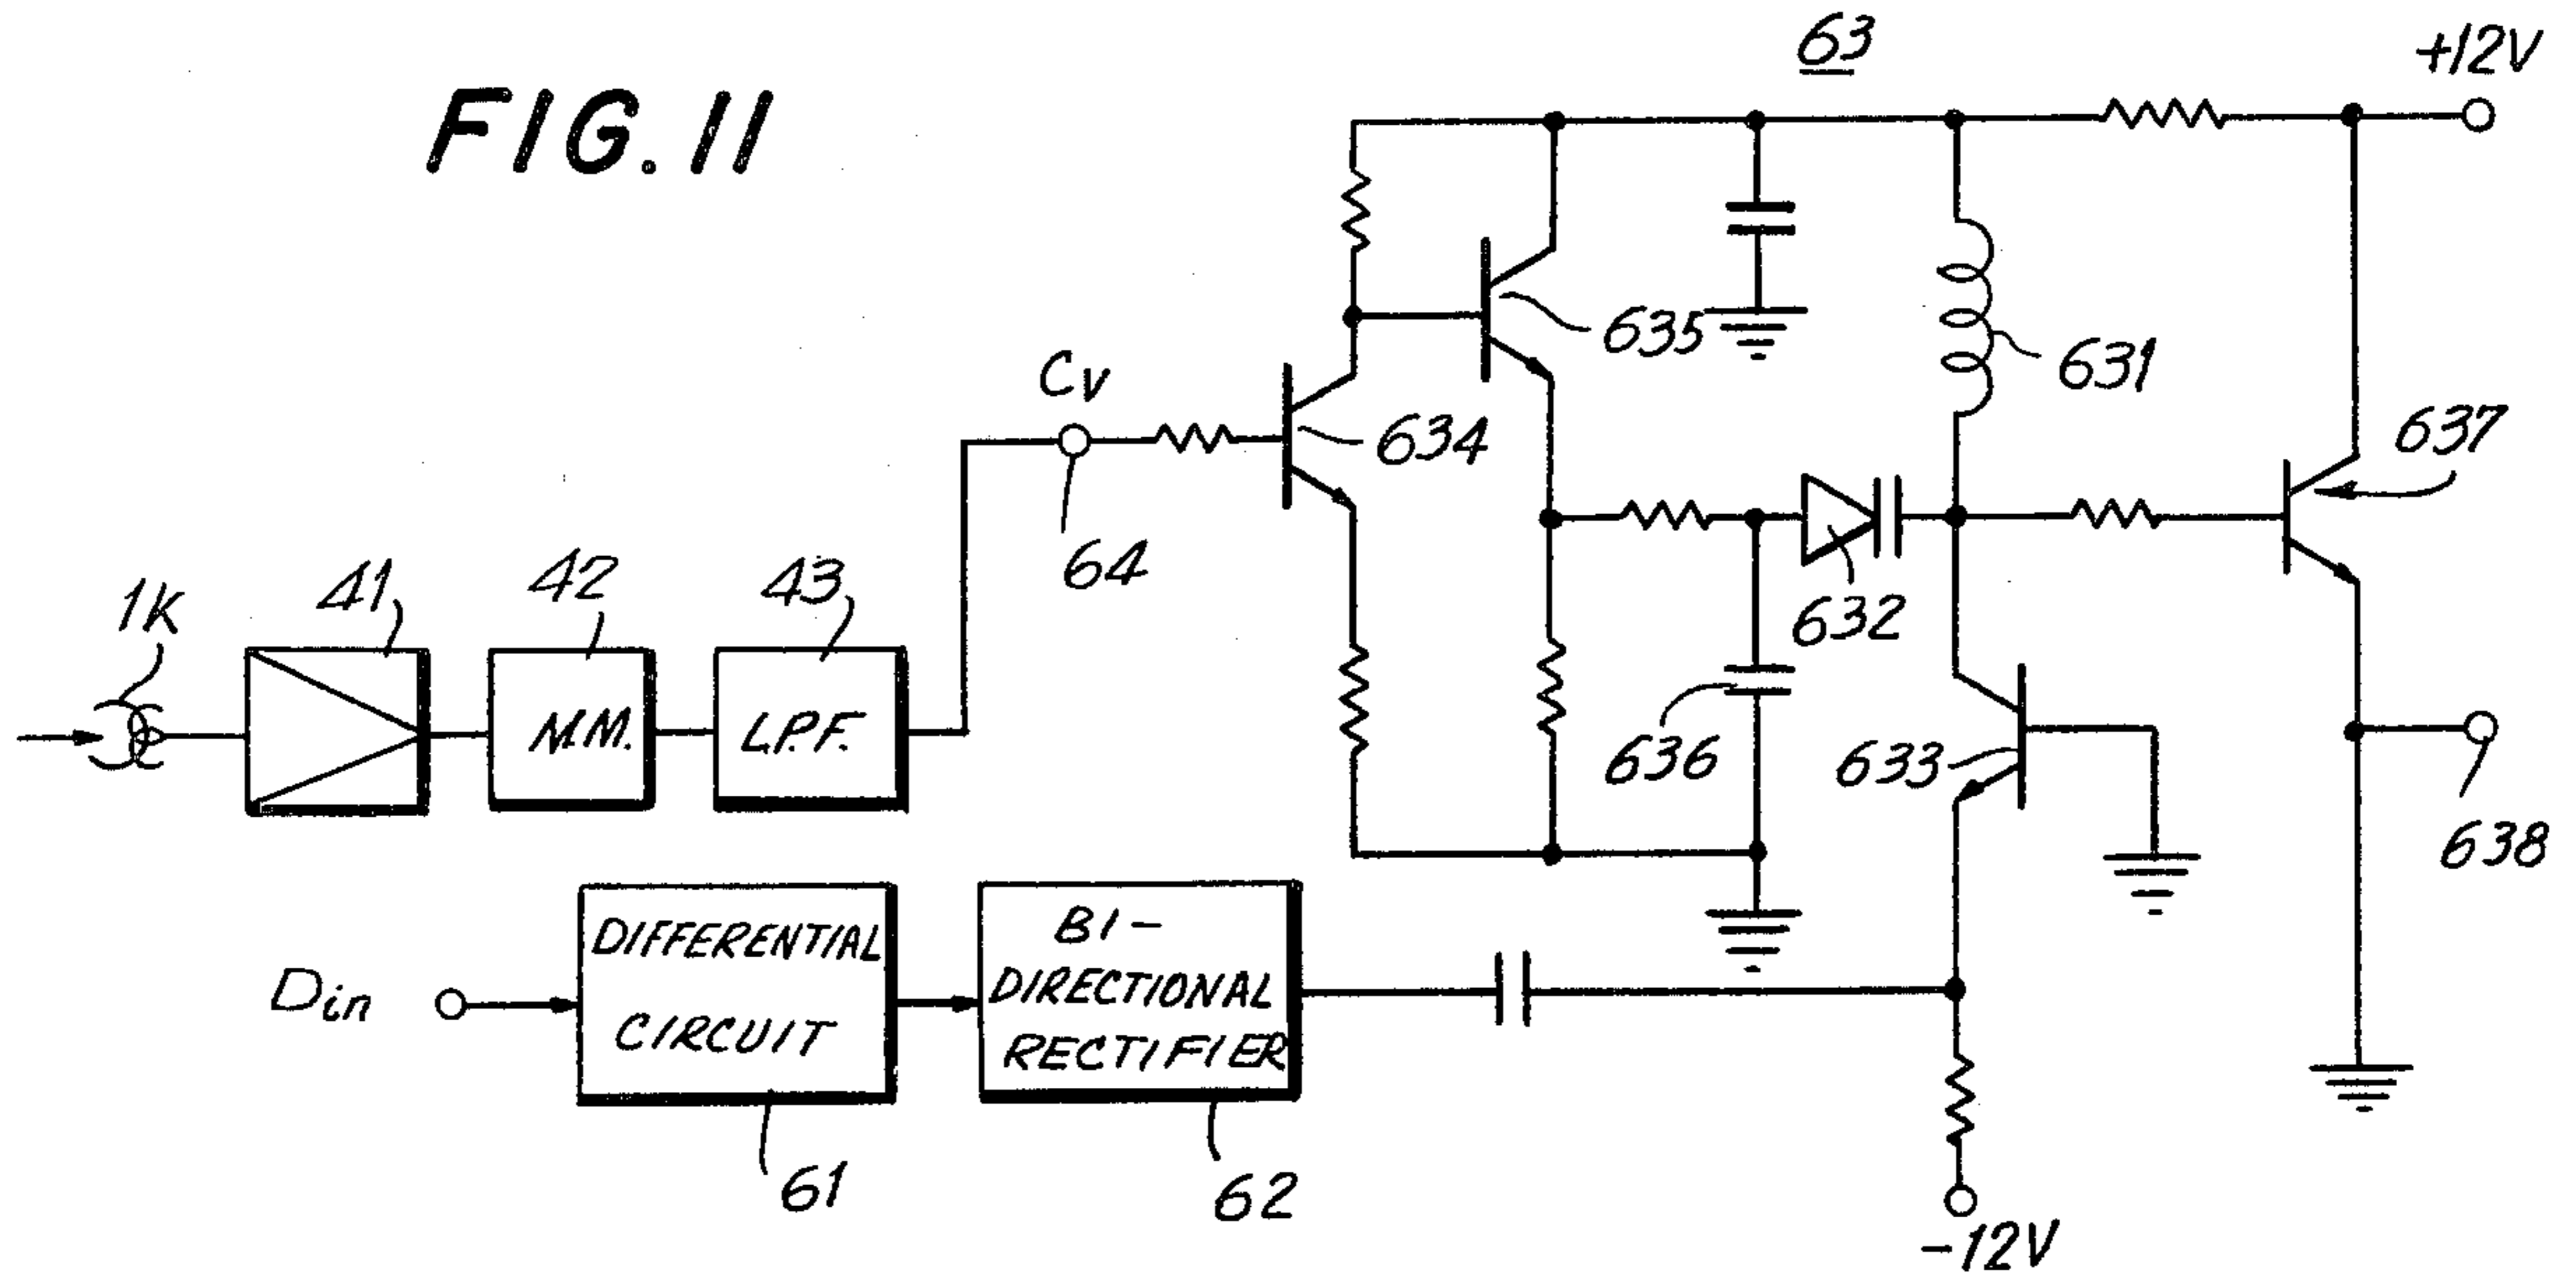 FIG. 11
63
+12V
635
631
Cv
634
637
64
632
1K
41
42
43
M.M.
L.P.F.
636
633
638
Din
DIFFERENTIAL
CIRCUIT
BI-
DIRECTIONAL
RECTIFIER
61
62
-12V